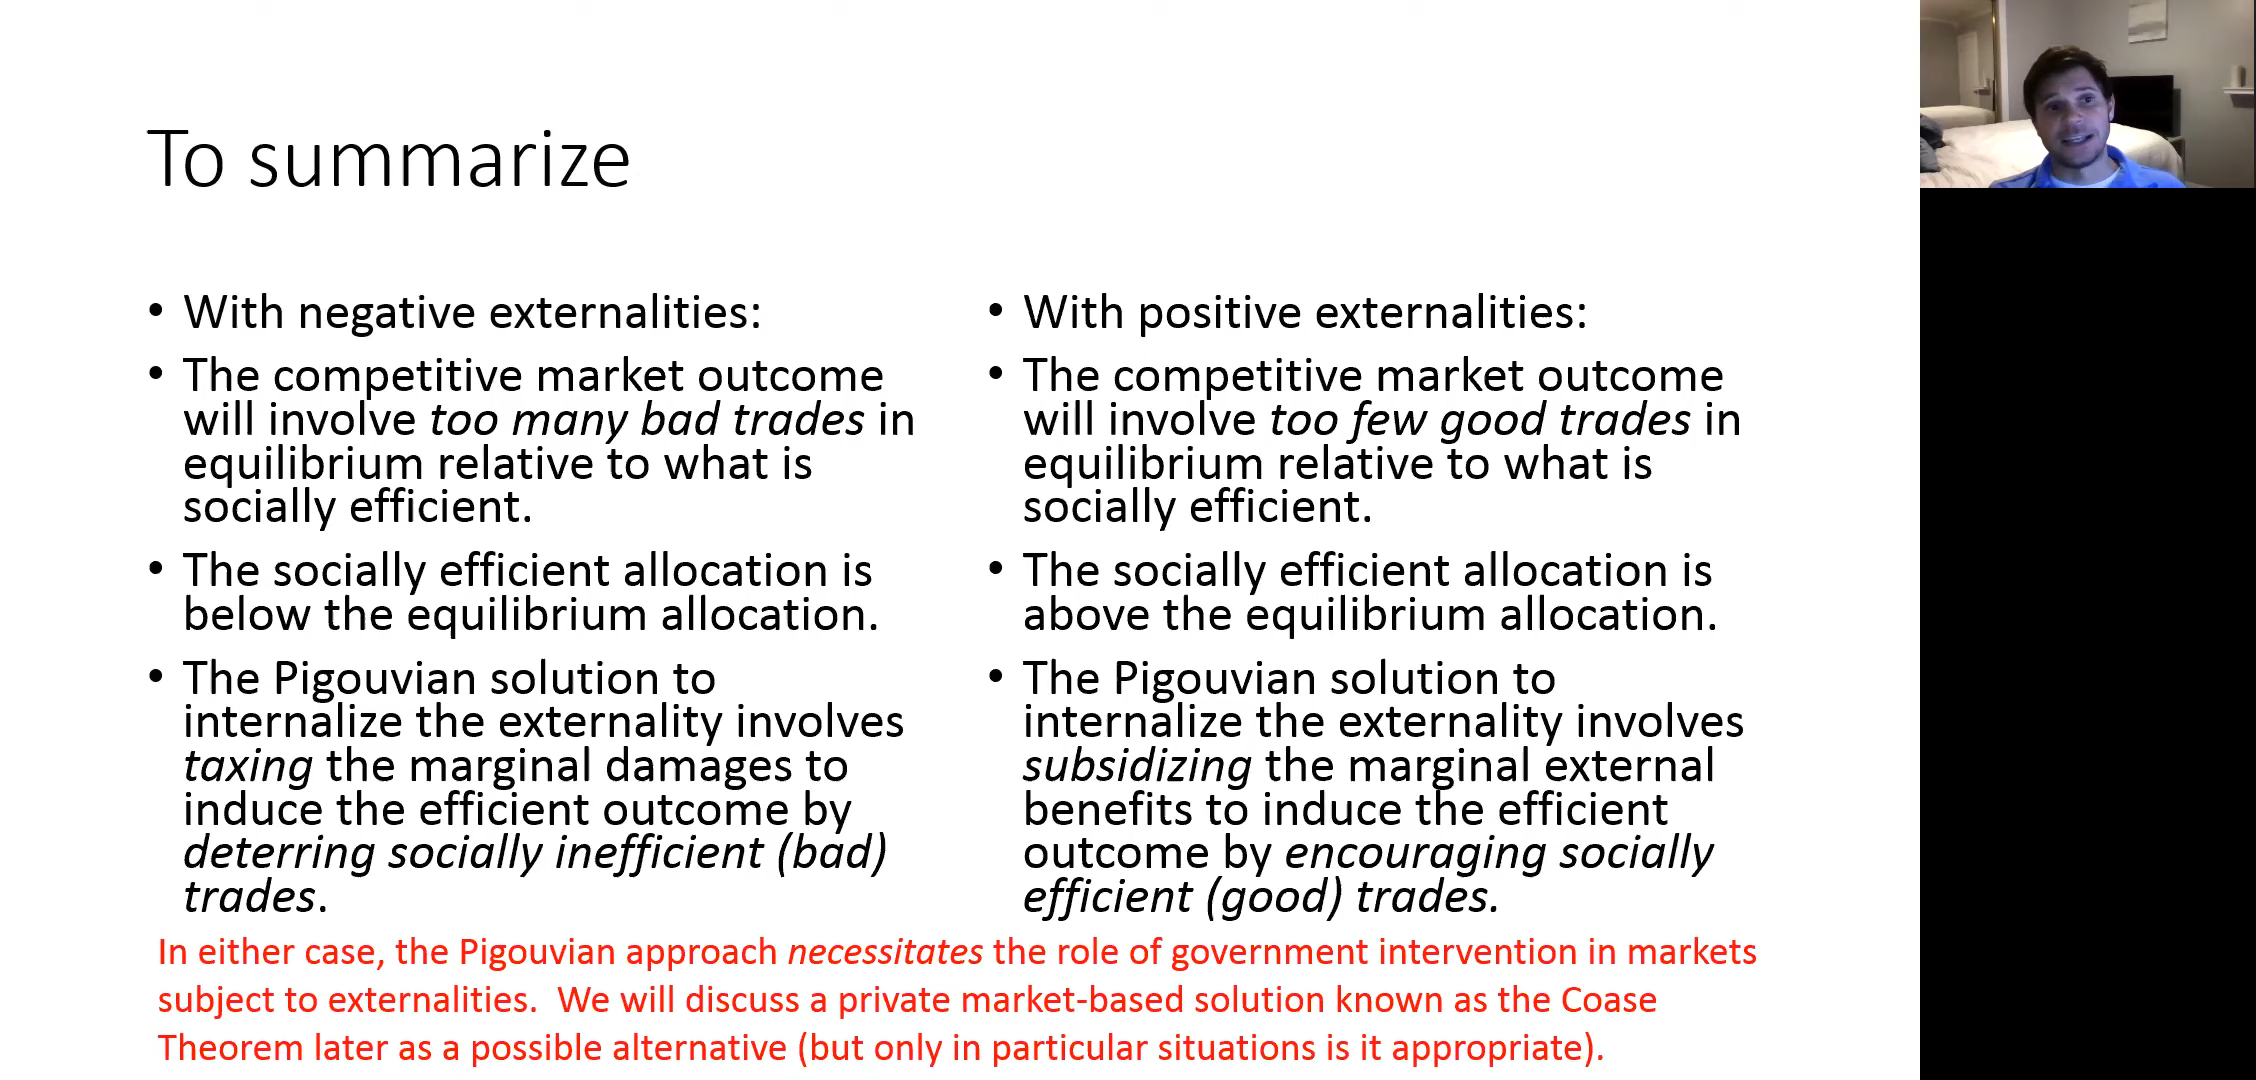 To summarize
• With negative externalities:
• The competitive market outcome
will involve too many bad trades in
equilibrium relative to what is
socially efficient.
• The socially efficient allocation is
below the equilibrium allocation.
• The Pigouvian solution to
internalize the externality involves
taxing the marginal damages to
induce the efficient outcome by
deterring socially inefficient (bad)
trades.
• With positive externalities:
• The competitive market outcome
will involve too few good trades in
equilibrium relative to what is
socially efficient.
• The socially efficient allocation is
above the equilibrium allocation.
• The Pigouvian solution to
internalize the externality involves
subsidizing the marginal external
benefits to induce the efficient
outcome by encouraging socially
efficient (good) trades.
In either case, the Pigouvian approach necessitates the role of government intervention in markets
subject to externalities.  We will discuss a private market-based solution known as the Coase
Theorem later as a possible alternative (but only in particular situations is it appropriate).